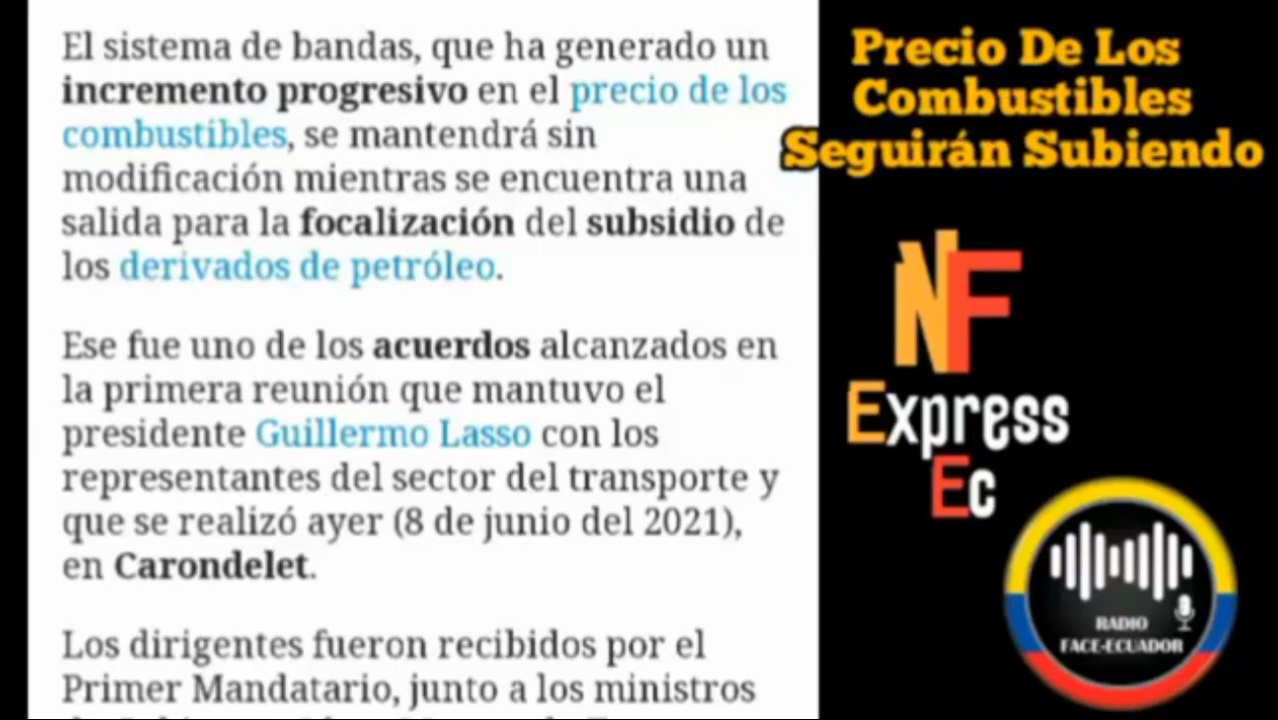 El sistema de bandas, que ha generado un
incremento progresivo en el precio de los
combustibles, se mantendrá sin
modificación mientras se encuentra una
salida para la focalización del subsidio de
los derivados de petróleo.
Ese fue uno de los acuerdos alcanzados en
la primera reunión que mantuvo el
presidente Guillermo Lasso con los
representantes del sector del transporte y
que se realizó ayer (8 de junio del 2021),
en Carondelet.
Los dirigentes fueron recibidos por el
Primer Mandatario, junto a los ministros
Precio De Los
Combustibles
Seguirán Subiendo
NF
Express
Ec
RADIO
FACE-ECUADOR